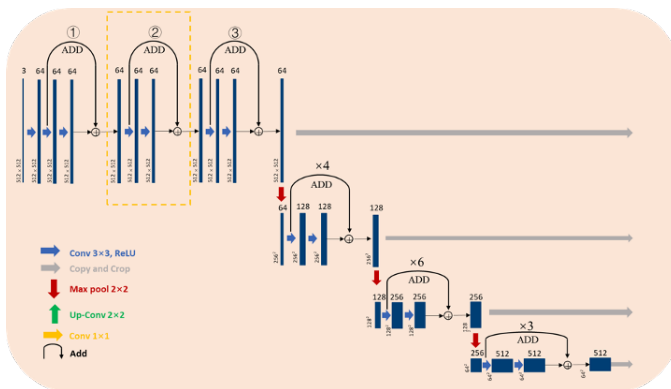 ① ② ③
ADD ADD ADD
3 64 64 64 64 64 64 64 64 64 64
512 × 512 512 × 512 512 × 512 512 × 512 512 × 512 512 × 512 512 × 512 512 × 512 512 × 512 512 × 512 512 × 512
×4
ADD
64 128 128 128
256² 256² 256² 256²
×6
ADD
128 256 256 256
128² 128² 128² 128
×3
ADD
256 512 512 512
64² 64² 64² 64²
Conv 3×3, ReLU
Copy and Crop
Max pool 2×2
Up-Conv 2×2
Conv 1×1
Add